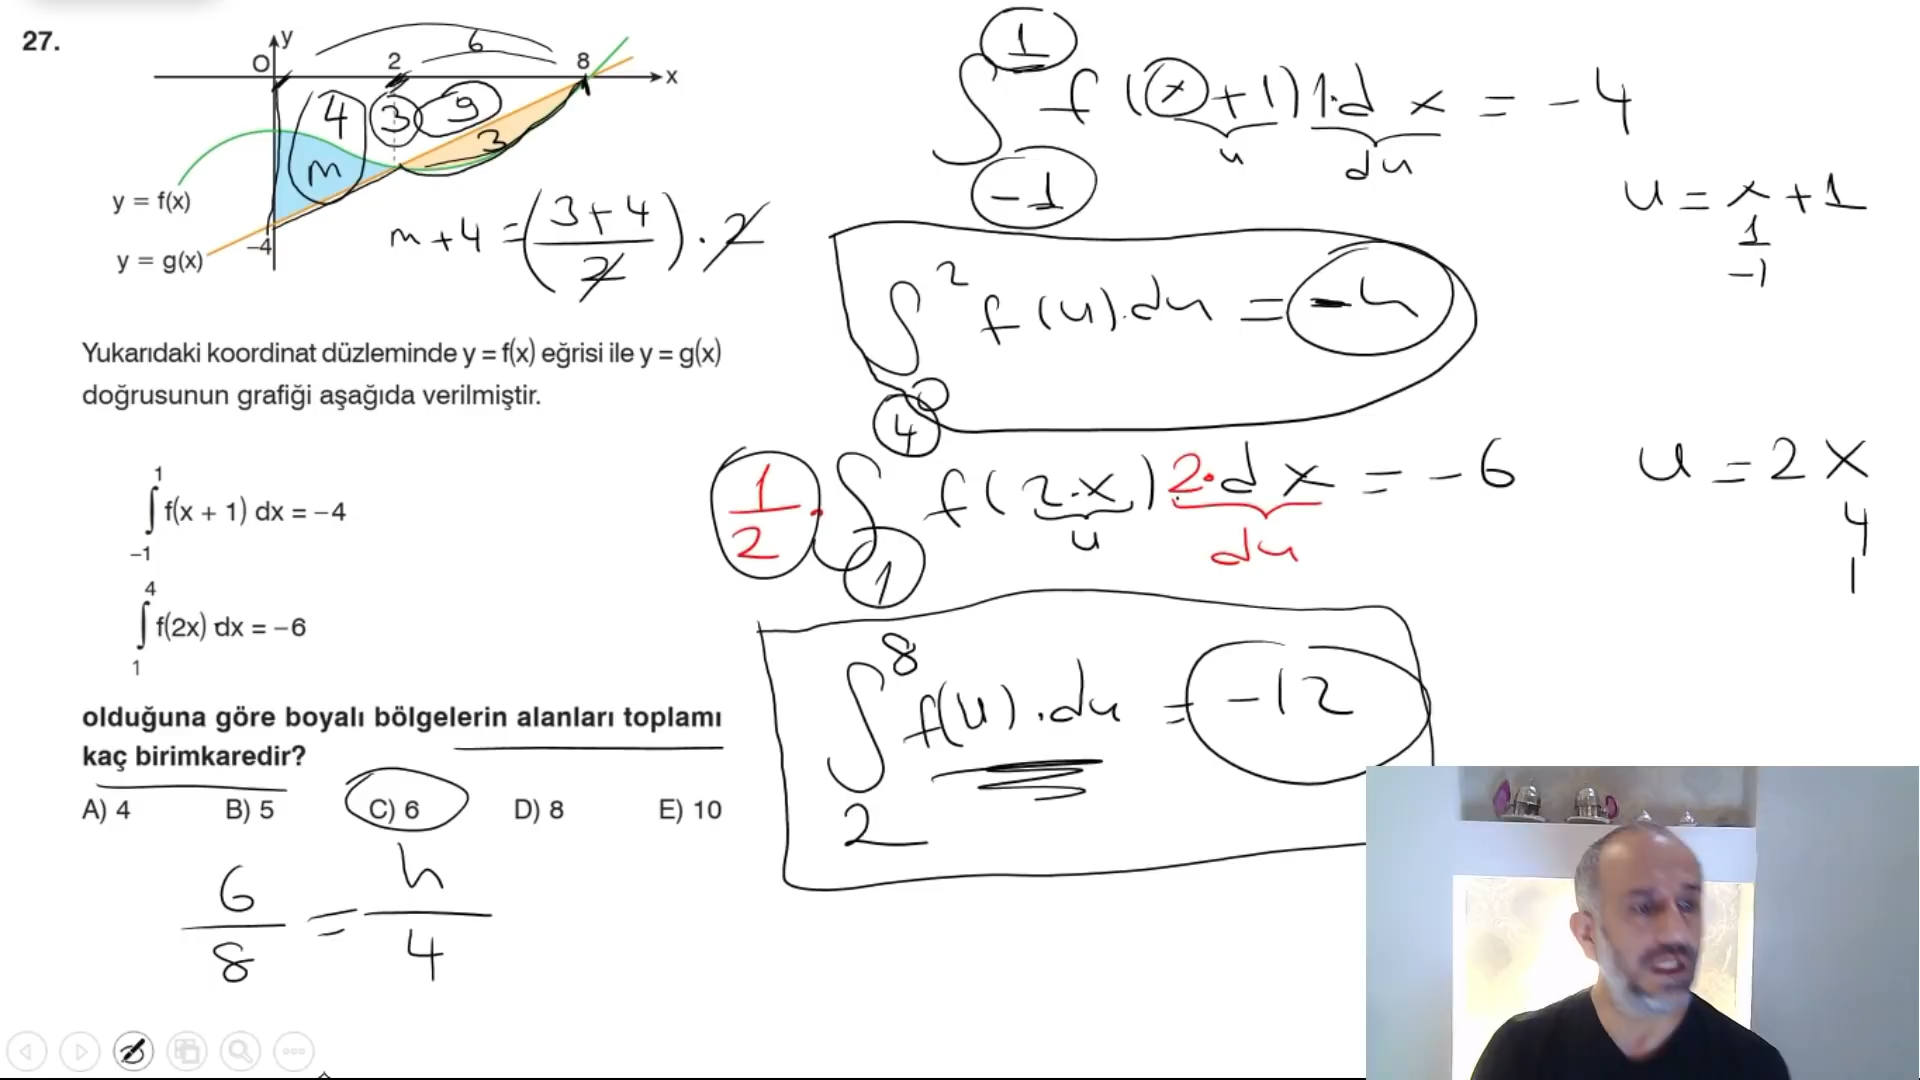 27.
y
O
2
6
8
x
4
3
9
3
m
y = f(x)
−4
y = g(x)
m + 4 = (3+4/2) . 2
Yukarıdaki koordinat düzleminde y = f(x) eğrisi ile y = g(x)
doğrusunun grafiği aşağıda verilmiştir.
∫ 1 −1 f(x + 1) dx = −4
∫ 4 1 f(2x) dx = −6
olduğuna göre boyalı bölgelerin alanları toplamı
kaç birimkaredir?
A) 4 B) 5 C) 6 D) 8 E) 10
6/8 = h/4
∫ 1 −1 f(x+1) 1.dx = −4
u du
u = x+1
1
−1
∫ 2 0 f(u).du = −4
1/2 . ∫ 4 1 f(2.x) 2.dx = −6
u du
u = 2x
4
1
∫ 8 2 f(u).du = −12